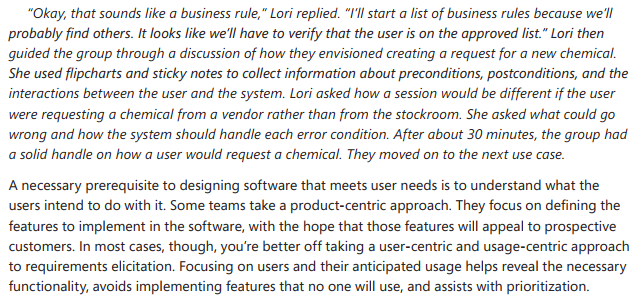 “Okay, that sounds like a business rule,” Lori replied. “I’ll start a list of business rules because we’ll
probably find others. It looks like we’ll have to verify that the user is on the approved list.” Lori then
guided the group through a discussion of how they envisioned creating a request for a new chemical.
She used flipcharts and sticky notes to collect information about preconditions, postconditions, and the
interactions between the user and the system. Lori asked how a session would be different if the user
were requesting a chemical from a vendor rather than from the stockroom. She asked what could go
wrong and how the system should handle each error condition. After about 30 minutes, the group had
a solid handle on how a user would request a chemical. They moved on to the next use case.
A necessary prerequisite to designing software that meets user needs is to understand what the
users intend to do with it. Some teams take a product-centric approach. They focus on defining the
features to implement in the software, with the hope that those features will appeal to prospective
customers. In most cases, though, you’re better off taking a user-centric and usage-centric approach
to requirements elicitation. Focusing on users and their anticipated usage helps reveal the necessary
functionality, avoids implementing features that no one will use, and assists with prioritization.